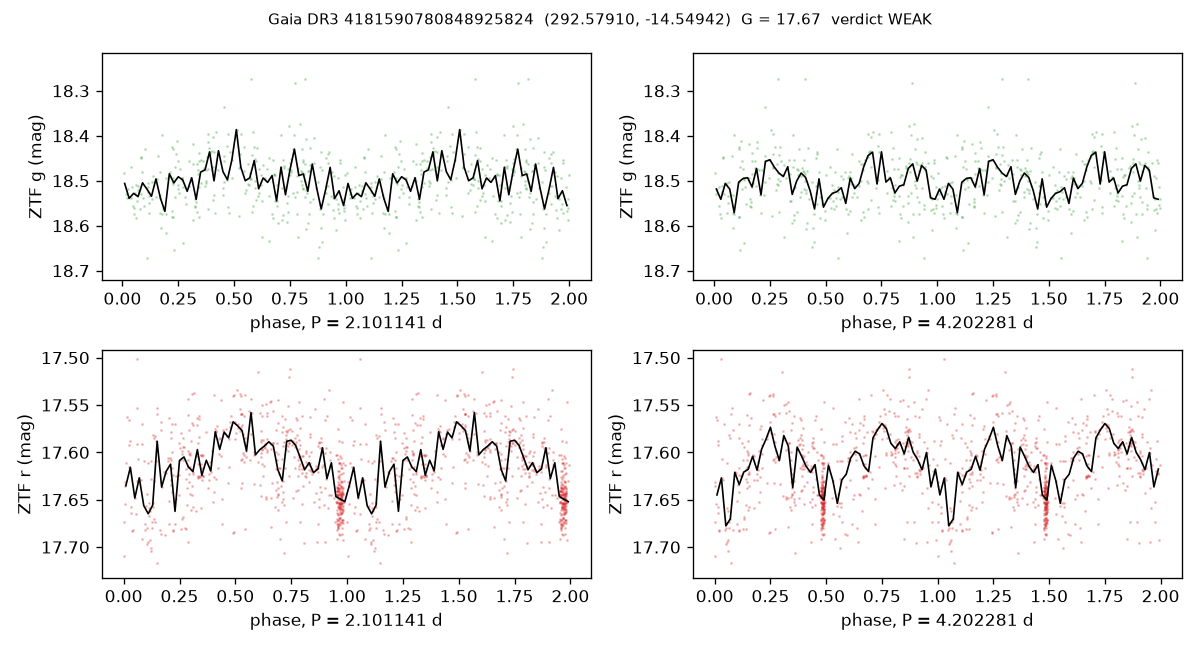 Gaia DR3 4181590780848925824 (292.57910, -14.54942) G = 17.67 verdict WEAK
ZTF g (mag)
18.3
18.4
18.5
18.6
18.7
0.00 0.25 0.50 0.75 1.00 1.25 1.50 1.75 2.00
phase, P = 2.101141 d
ZTF g (mag)
18.3
18.4
18.5
18.6
18.7
0.00 0.25 0.50 0.75 1.00 1.25 1.50 1.75 2.00
phase, P = 4.202281 d
ZTF r (mag)
17.50
17.55
17.60
17.65
17.70
0.00 0.25 0.50 0.75 1.00 1.25 1.50 1.75 2.00
phase, P = 2.101141 d
ZTF r (mag)
17.50
17.55
17.60
17.65
17.70
0.00 0.25 0.50 0.75 1.00 1.25 1.50 1.75 2.00
phase, P = 4.202281 d